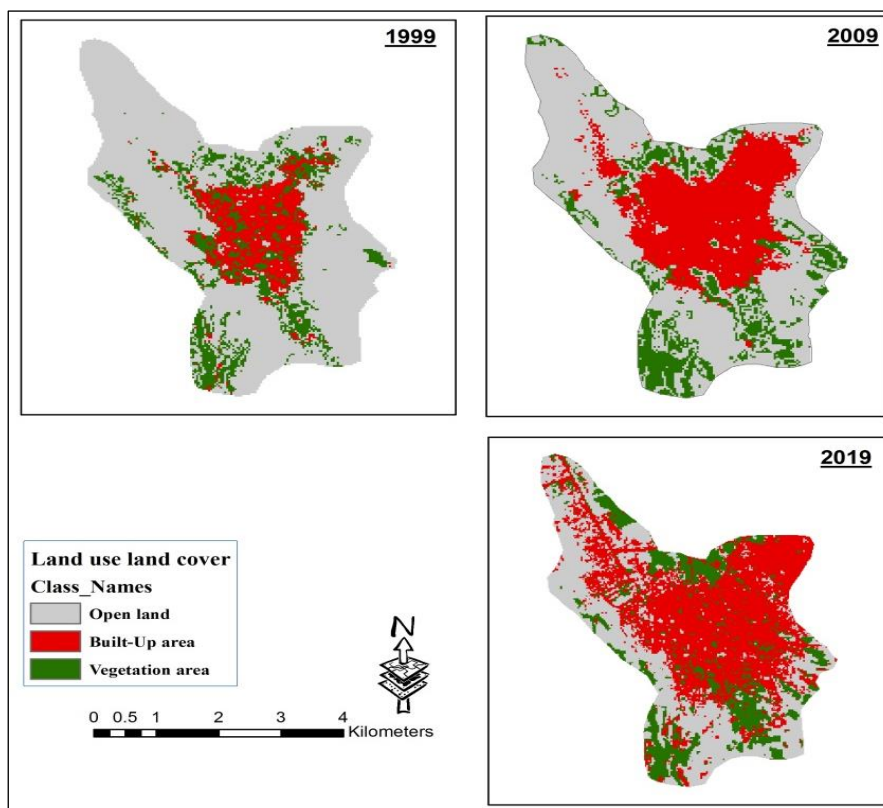 1999
2009
2019
Land use land cover
Class_Names
Open land
Built-Up area
Vegetation area
N
0 0.5 1 2 3 4
Kilometers